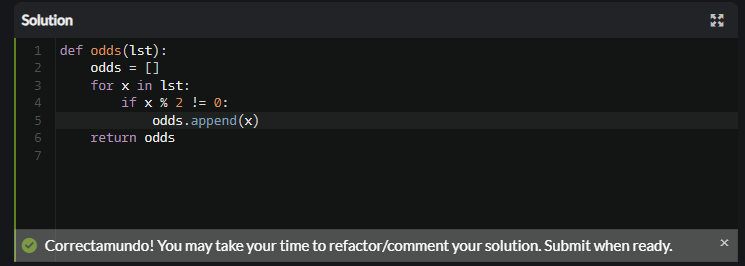 Solution
1 def odds(lst):
2     odds = []
3     for x in lst:
4         if x % 2 != 0:
5             odds.append(x)
6     return odds
7
Correctamundo! You may take your time to refactor/comment your solution. Submit when ready. ×